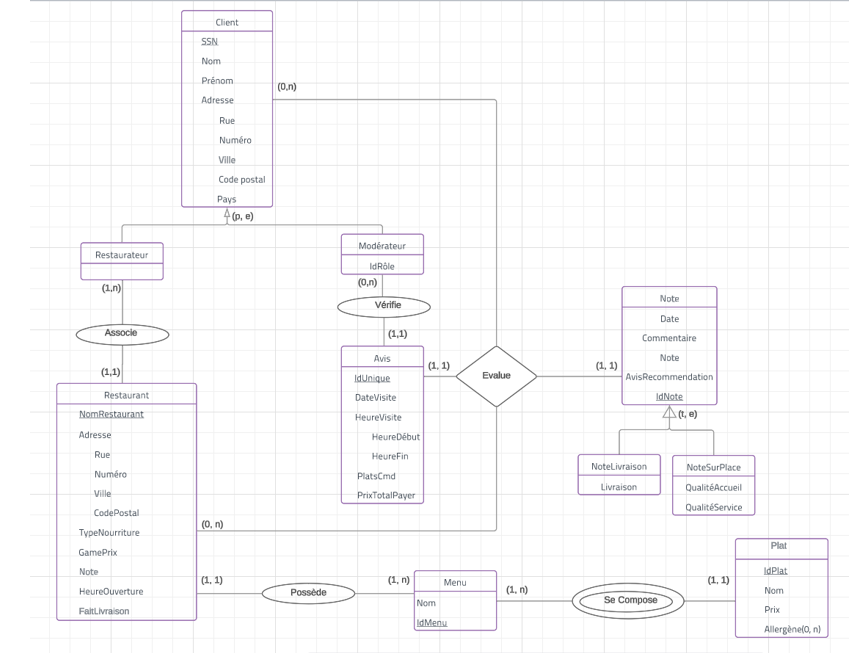 Client
SSN
Nom
Prénom
Adresse
Rue
Numéro
Ville
Code postal
Pays
(0,n)
(p, e)
Restaurateur
(1,n)
Modérateur
IdRôle
(0,n)
Vérifie
(1,1)
Associe
(1,1)
Avis
IdUnique
DateVisite
HeureVisite
HeureDébut
HeureFin
PlatsCmd
PrixTotalPayer
(1, 1)
Evalue
(1, 1)
Note
Date
Commentaire
Note
AvisRecommendation
IdNote
(t, e)
NoteLivraison
Livraison
NoteSurPlace
QualitéAccueil
QualitéService
Restaurant
NomRestaurant
Adresse
Rue
Numéro
Ville
CodePostal
TypeNourriture
GamePrix
Note
HeureOuverture
FaitLivraison
(0, n)
(1, 1)
Possède
(1, n)
Menu
Nom
IdMenu
(1, n)
Se Compose
(1, 1)
Plat
IdPlat
Nom
Prix
Allergène(0, n)